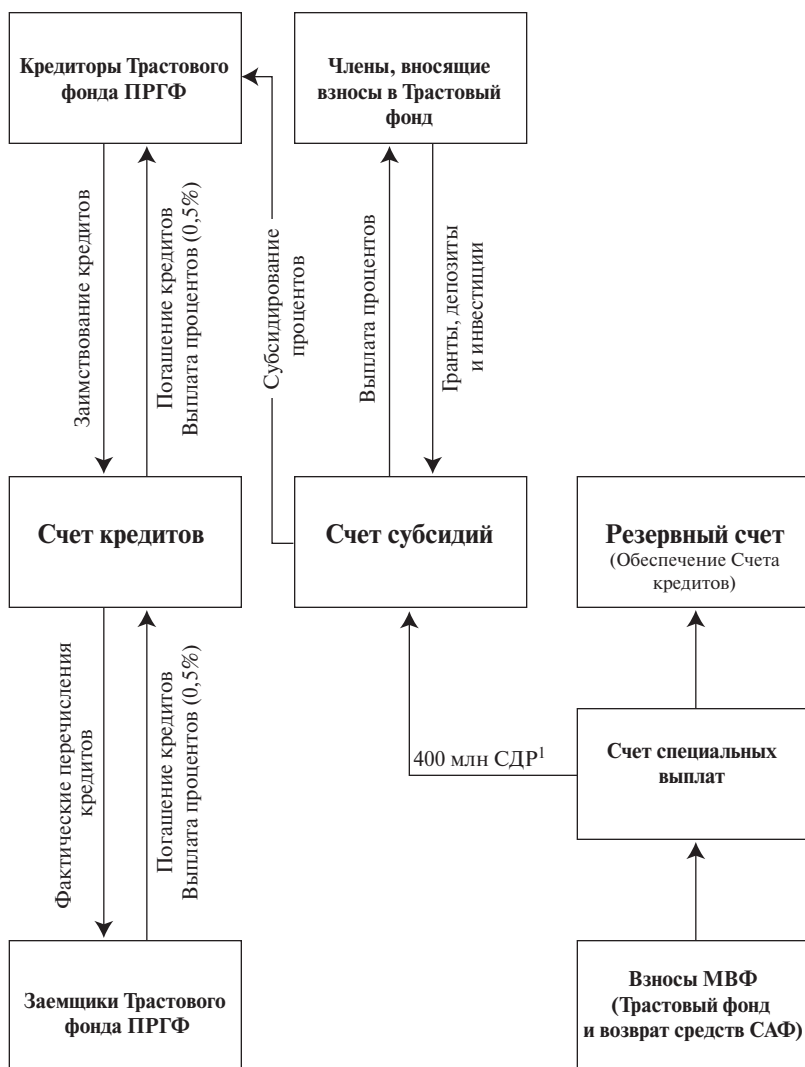 Кредиторы Трастового
фонда ПРГФ
Члены, вносящие
взносы в Трастовый
фонд
Заимствование кредитов
Погашение кредитов
Выплата процентов (0,5%)
Субсидирование
процентов
Выплата процентов
Гранты, депозиты
и инвестиции
Счет кредитов
Счет субсидий
Резервный счет
(Обеспечение Счета
кредитов)
Фактические перечисления
кредитов
Погашение кредитов
Выплата процентов (0,5%)
400 млн СДР¹
Счет специальных
выплат
Заемщики Трастового
фонда ПРГФ
Взносы МВФ
(Трастовый фонд
и возврат средств САФ)